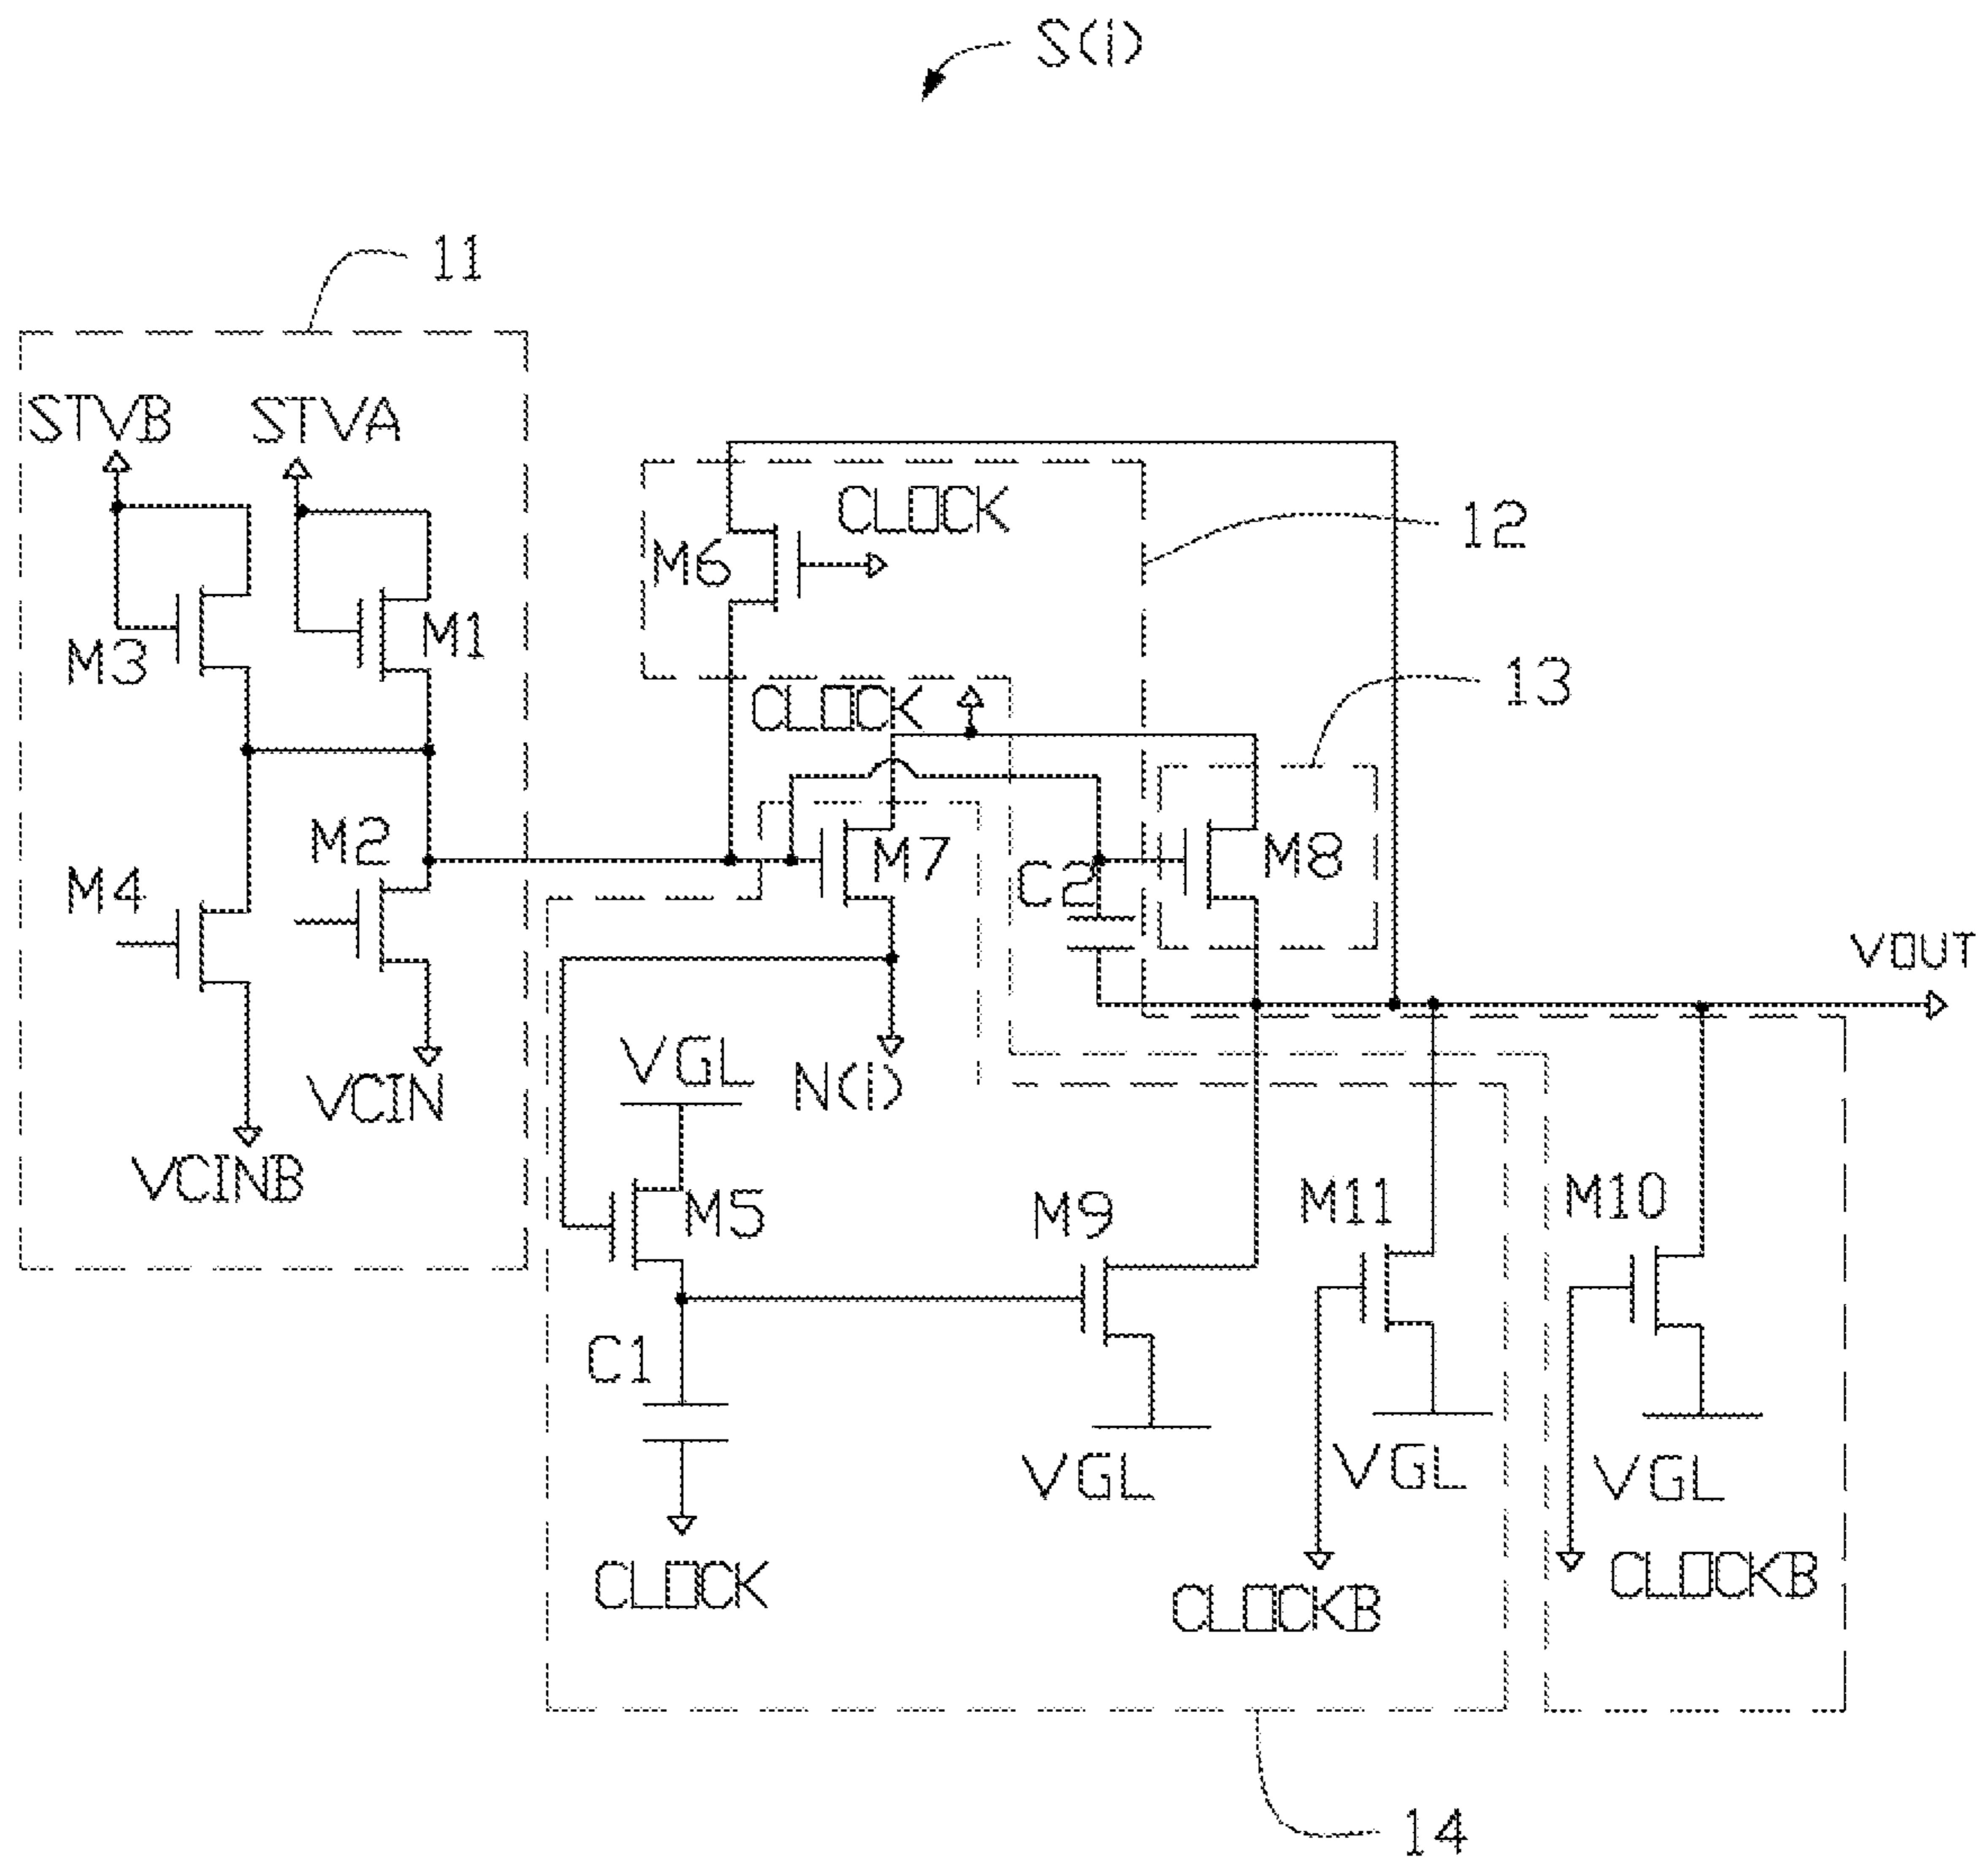 S(i)
11
STVB
STVA
CLOCK
12
M6
M3
M1
13
CLOCK
M2
M7
M8
M4
C2
VOUT
VGL
N(i)
VCIN
VCINB
M5
M9
M11
M10
C1
VGL
VGL
VGL
CLOCK
CLOCKB
CLOCKB
14